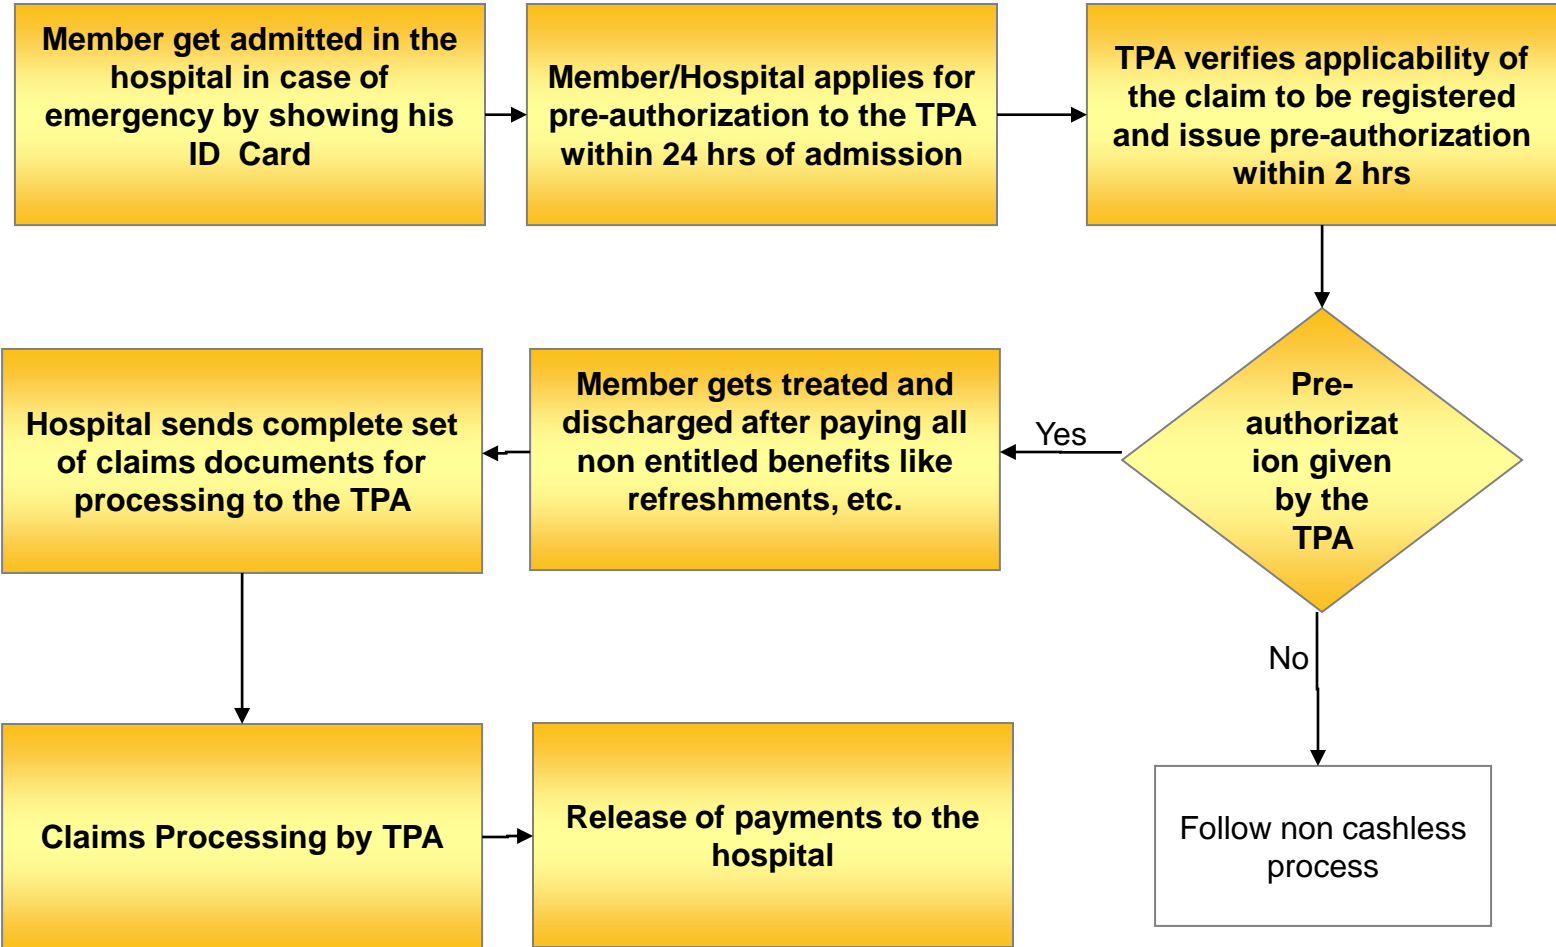 Member get admitted in the
hospital in case of
emergency by showing his
ID Card
Member/Hospital applies for
pre-authorization to the TPA
within 24 hrs of admission
TPA verifies applicability of
the claim to be registered
and issue pre-authorization
within 2 hrs
Pre-
authorizat
ion given
by the
TPA
Yes
Member gets treated and
discharged after paying all
non entitled benefits like
refreshments, etc.
Hospital sends complete set
of claims documents for
processing to the TPA
No
Claims Processing by TPA
Release of payments to the
hospital
Follow non cashless
process